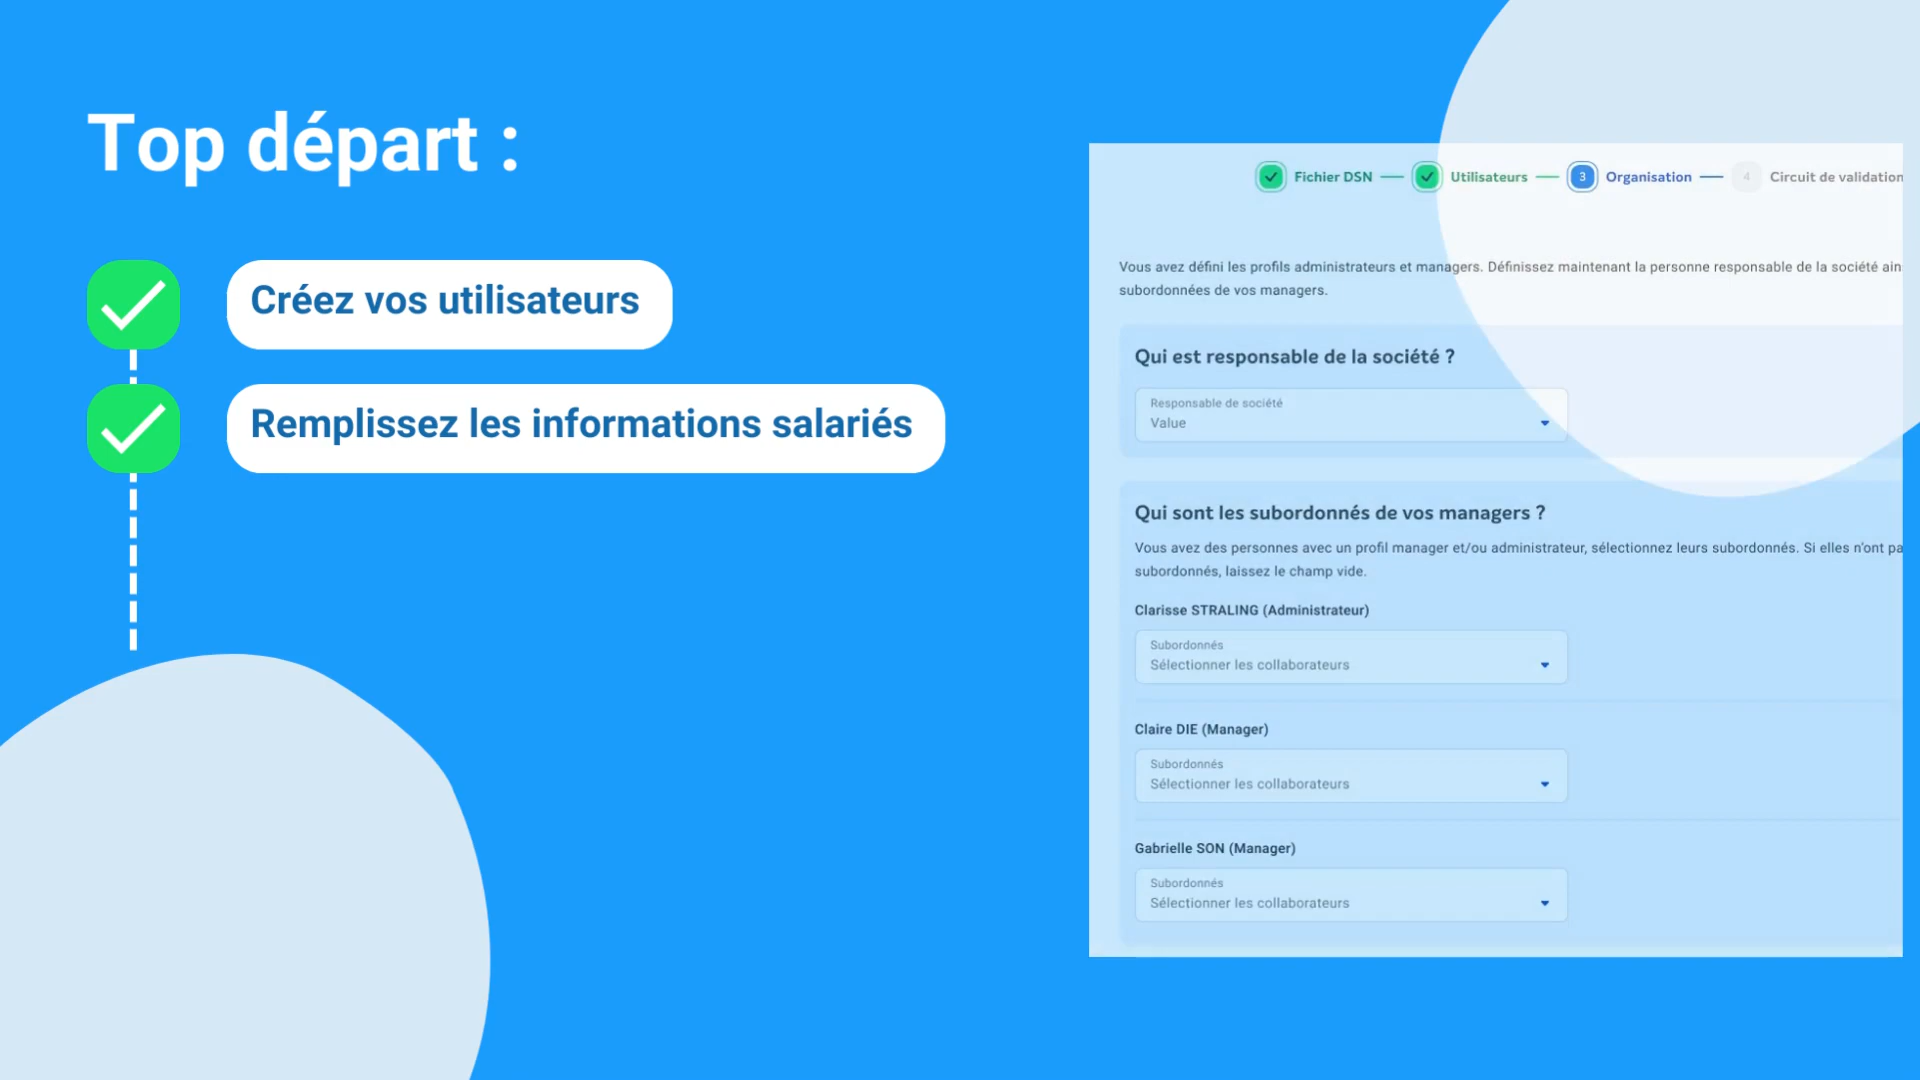 Top départ :
Créez vos utilisateurs
Remplissez les informations salariés
Fichier DSN
Utilisateurs
3 Organisation
4 Circuit de validation
Vous avez défini les profils administrateurs et managers. Définissez maintenant la personne responsable de la société
subordonnées de vos managers.
Qui est responsable de la société ?
Responsable de société
Value
Qui sont les subordonnés de vos managers ?
Vous avez des personnes avec un profil manager et/ou administrateur, sélectionnez leurs subordonnés. Si elles n'ont
subordonnés, laissez le champ vide.
Clarisse STRALING (Administrateur)
Subordonnés
Sélectionner les collaborateurs
Claire DIE (Manager)
Subordonnés
Sélectionner les collaborateurs
Gabrielle SON (Manager)
Subordonnés
Sélectionner les collaborateurs